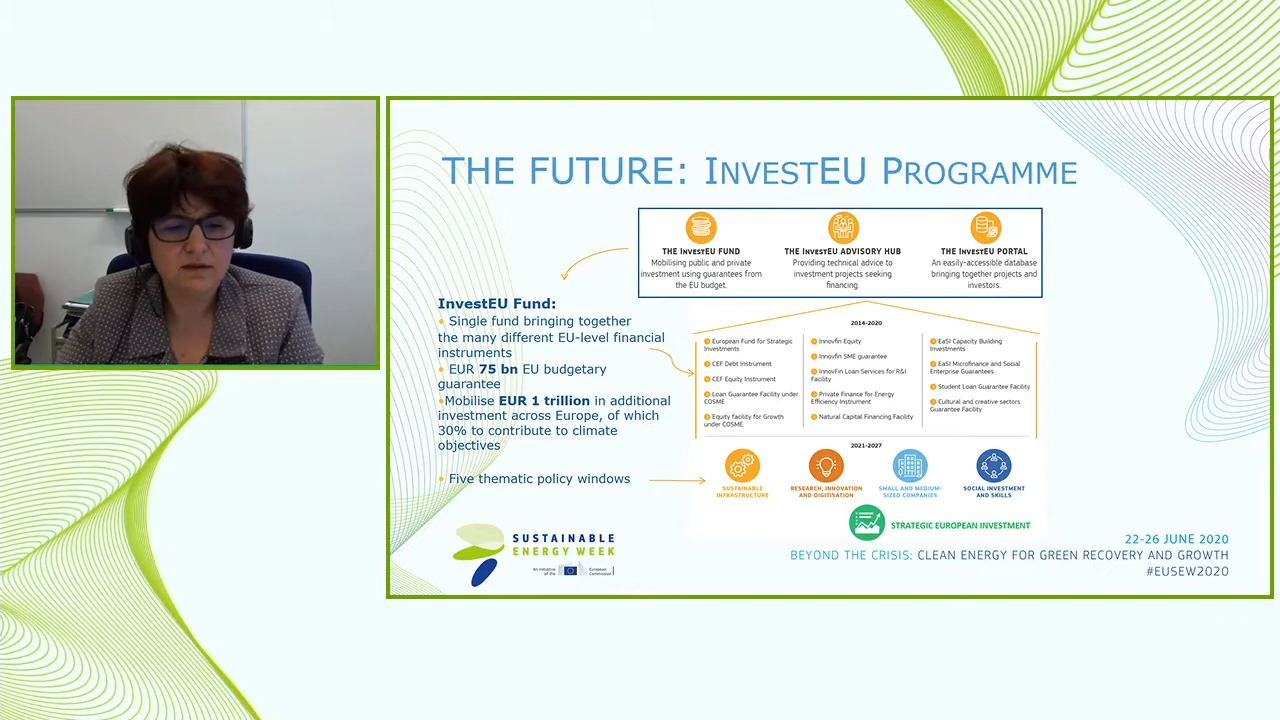 THE FUTURE: INVESTEU PROGRAMME
THE INVESTEU FUND
Mobilising public and private
investment using guarantees from
the EU budget.
THE INVESTEU ADVISORY HUB
Providing technical advice to
investment projects seeking
financing.
THE INVESTEU PORTAL
An easily-accessible database
bringing together projects and
investors.
InvestEU Fund:
• Single fund bringing together
the many different EU-level financial
instruments
• EUR 75 bn EU budgetary
guarantee
•Mobilise EUR 1 trillion in additional
investment across Europe, of which
30% to contribute to climate
objectives
• Five thematic policy windows
2014-2020
European Fund for Strategic
Investments
CEF Debt Instrument
CEF Equity Instrument
Loan Guarantee Facility under
COSME
Equity facility for Growth
under COSME
Innovfin Equity
Innovfin SME guarantee
InnovFin Loan Services for R&I
Facility
Private Finance for Energy
Efficiency Instrument
Natural Capital Financing Facility
EaSI Capacity Building
Investments
EaSI Microfinance and Social
Enterprise Guarantees
Student Loan Guarantee Facility
Cultural and creative sectors
Guarantee Facility
2021-2027
SUSTAINABLE
INFRASTRUCTURE
RESEARCH, INNOVATION
AND DIGITISATION
SMALL AND MEDIUM-
SIZED COMPANIES
SOCIAL INVESTMENT
AND SKILLS
STRATEGIC EUROPEAN INVESTMENT
SUSTAINABLE
ENERGY WEEK
An initiative
of the
European
Commission
22-26 JUNE 2020
BEYOND THE CRISIS: CLEAN ENERGY FOR GREEN RECOVERY AND GROWTH
#EUSEW2020